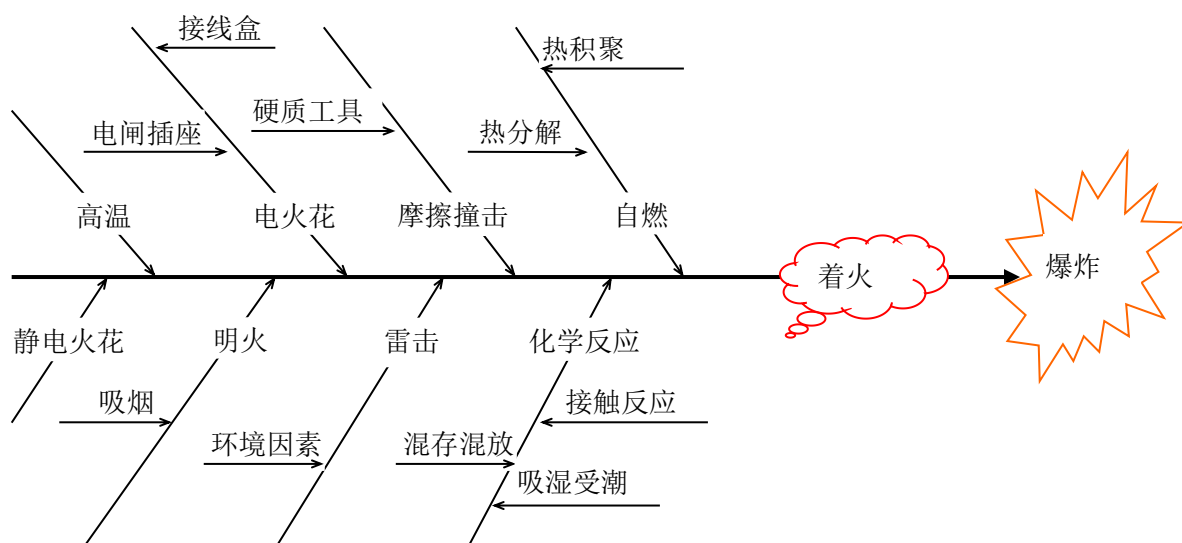 接线盒
热积聚
硬质工具
电闸插座
热分解
高温
电火花
摩擦撞击
自燃
着火
爆炸
静电火花
明火
雷击
化学反应
吸烟
接触反应
环境因素
混存混放
吸湿受潮